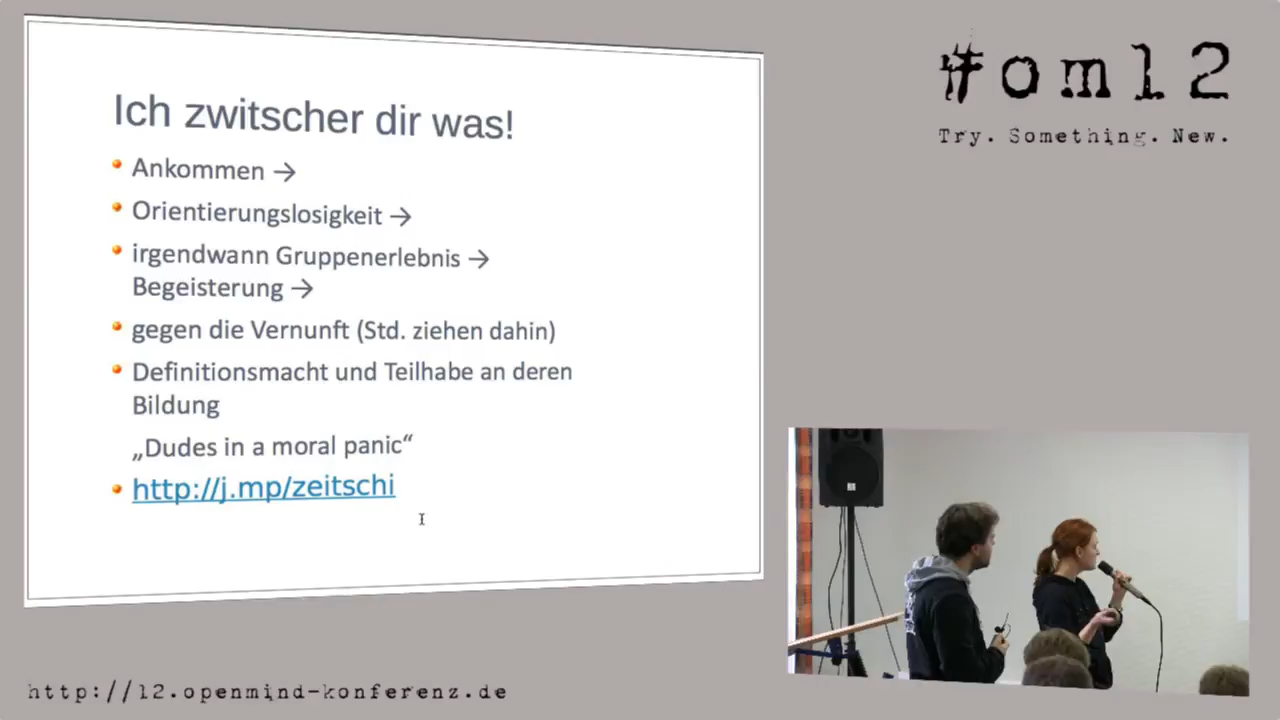 Ich zwitscher dir was!
Ankommen →
Orientierungslosigkeit →
irgendwann Gruppenerlebnis →
Begeisterung →
gegen die Vernunft (Std. ziehen dahin)
Definitionsmacht und Teilhabe an deren
Bildung
„Dudes in a moral panic“
http://j.mp/zeitschi
#om12
Try. Something. New.
http://12.openmind-konferenz.de